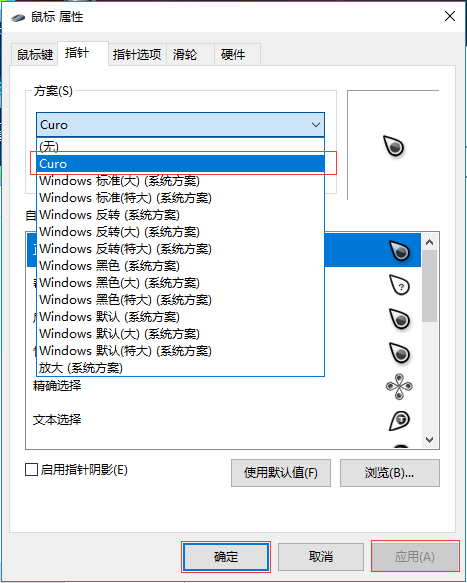 鼠标 属性
鼠标键
指针
指针选项
滑轮
硬件
方案(S)
Curo
(无)
Curo
Windows 标准(大) (系统方案)
Windows 标准(特大) (系统方案)
Windows 反转 (系统方案)
Windows 反转(大) (系统方案)
Windows 反转(特大) (系统方案)
Windows 黑色 (系统方案)
Windows 黑色(大) (系统方案)
Windows 黑色(特大) (系统方案)
Windows 默认 (系统方案)
Windows 默认(大) (系统方案)
Windows 默认(特大) (系统方案)
放大 (系统方案)
自
精确选择
文本选择
启用指针阴影(E)
使用默认值(F)
浏览(B)...
确定
取消
应用(A)